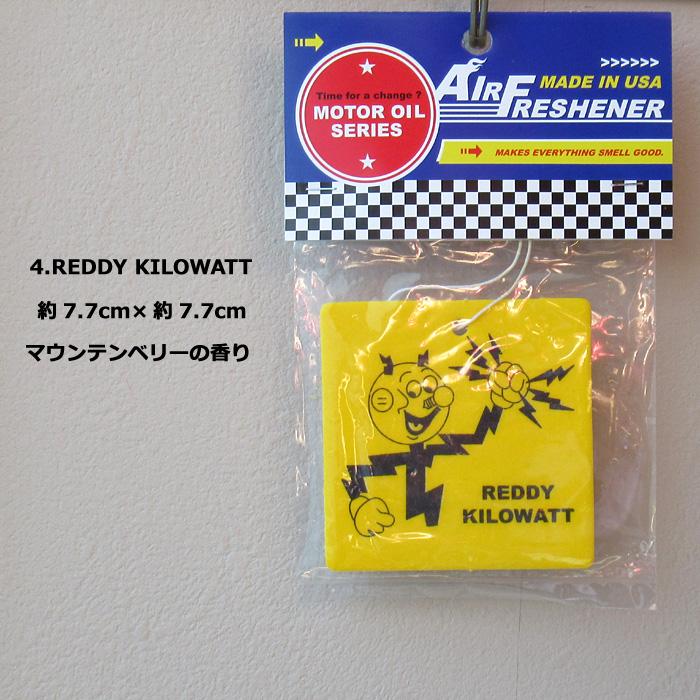 Time for a change ?
MOTOR OIL
SERIES
>>>>>>
MADE IN USA
AIR FRESHENER
MAKES EVERYTHING SMELL GOOD.
4.REDDY KILOWATT
約7.7cm×約7.7cm
マウンテンベリーの香り
REDDY
KILOWATT